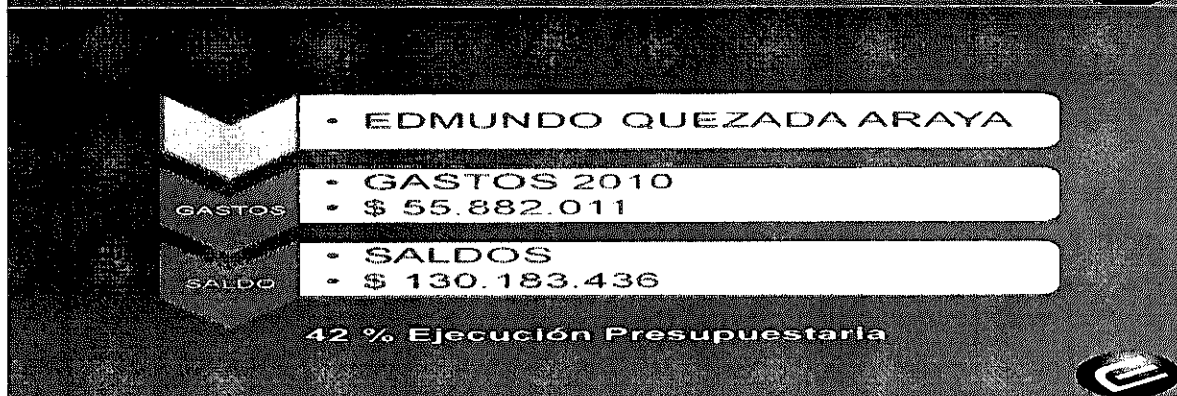 EDMUNDO QUEZADA ARAYA
GASTOS
• GASTOS 2010
• $ 55.882.011
SALDO
• SALDOS
• $ 130.183.436
42 % Ejecución Presupuestaria